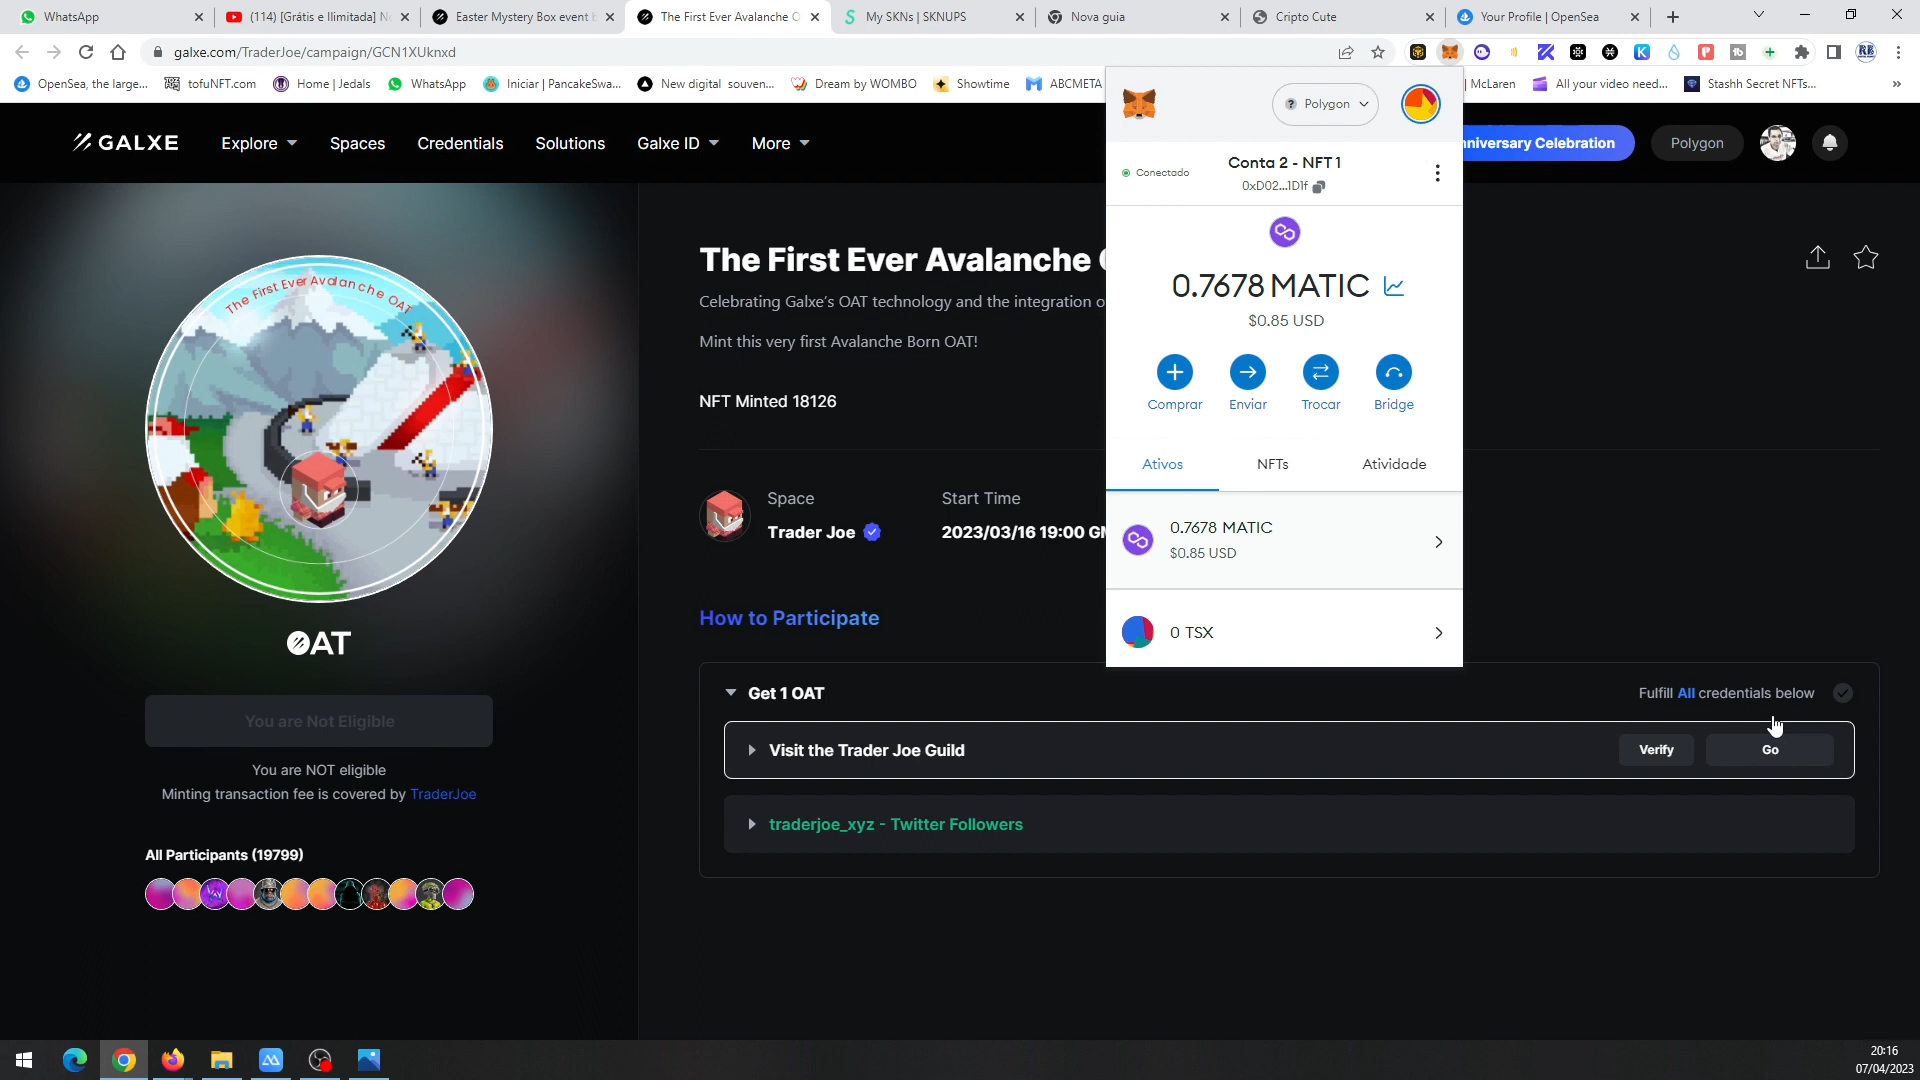 WhatsApp
(114) [Grátis e Ilimitada] N
Easter Mystery Box event b
The First Ever Avalanche O
My SKNs | SKNUPS
Nova guia
Cripto Cute
Your Profile | OpenSea
galxe.com/TraderJoe/campaign/GCN1XUknxd
OpenSea, the large...
tofuNFT.com
Home | Jedals
WhatsApp
Iniciar | PancakeSwa...
New digital souven...
Dream by WOMBO
Showtime
ABCMETA
| McLaren
All your video need...
Stashh Secret NFTs...
»
GALXE
Explore
Spaces
Credentials
Solutions
Galxe ID
More
nniversary Celebration
Polygon
Polygon
Conectado
Conta 2 - NFT 1
0xD02...1D1f
0.7678 MATIC
$0.85 USD
Comprar
Enviar
Trocar
Bridge
Ativos
NFTs
Atividade
0.7678 MATIC
$0.85 USD
0 TSX
The First Ever Avalanche OAT
OAT
You are Not Eligible
You are NOT eligible
Minting transaction fee is covered by TraderJoe
All Participants (19799)
The First Ever Avalanche
Celebrating Galxe's OAT technology and the integration o
Mint this very first Avalanche Born OAT!
NFT Minted 18126
Space
Trader Joe
Start Time
2023/03/16 19:00 GM
How to Participate
Get 1 OAT
Fulfill All credentials below
Visit the Trader Joe Guild
Verify
Go
traderjoe_xyz - Twitter Followers
20:16
07/04/2023